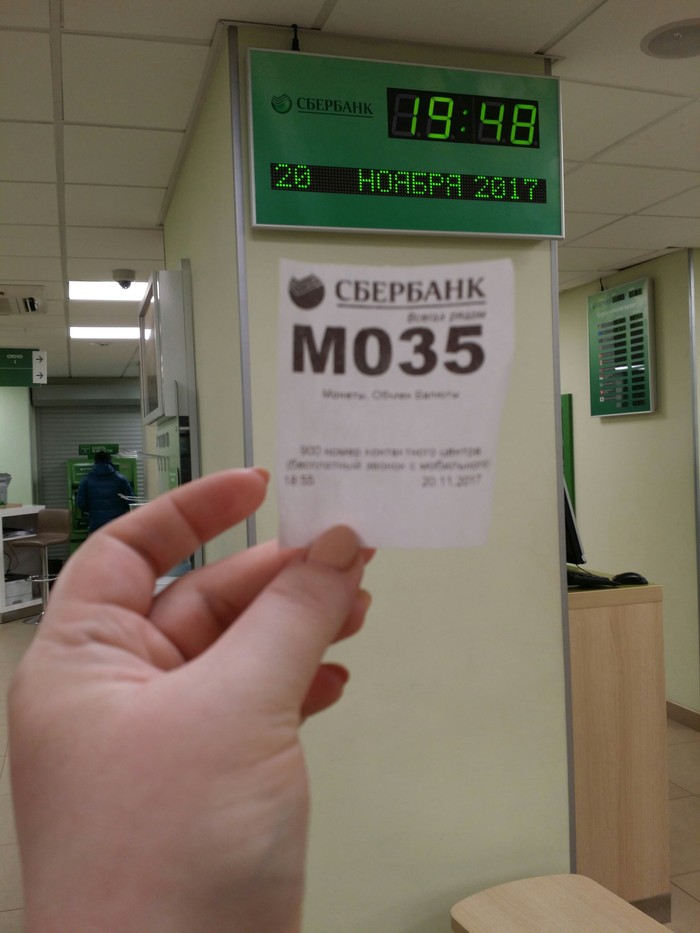 СБЕРБАНК
19:48
20 НОЯБРЯ 2017
СБЕРБАНК
Всегда рядом
М035
Монеты, Обмен Валюты
900 номер контактного центра
(бесплатный звонок с мобильного)
18:55 20.11.2017